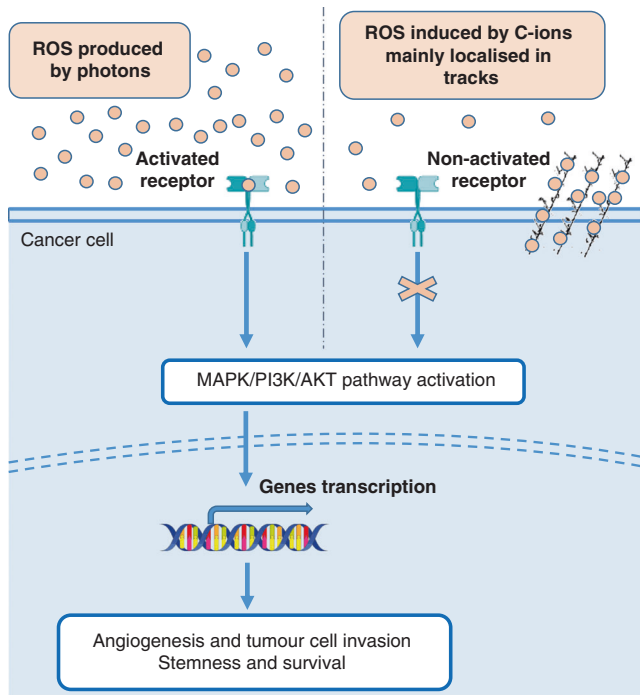 ROS produced
by photons
ROS induced by C-ions
mainly localised in
tracks
Activated
receptor
Non-activated
receptor
Cancer cell
MAPK/PI3K/AKT pathway activation
Genes transcription
Angiogenesis and tumour cell invasion
Stemness and survival